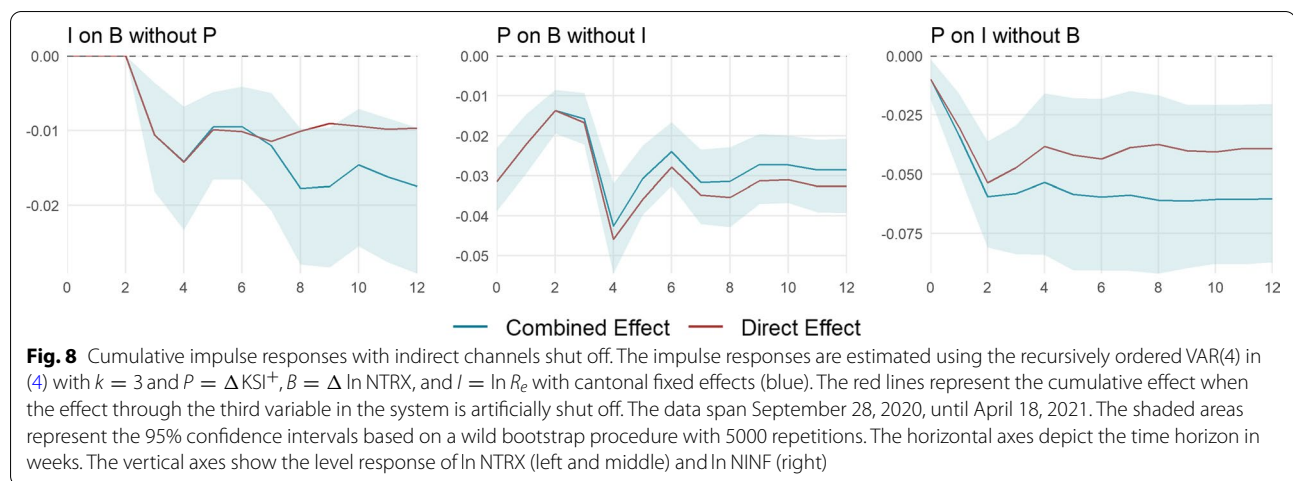 I on B without P
P on B without I
P on I without B
0.00
-0.01
-0.02
0 2 4 6 8 10 12
0.00
-0.01
-0.02
-0.03
-0.04
-0.05
0 2 4 6 8 10 12
0.000
-0.025
-0.050
-0.075
0 2 4 6 8 10 12
Combined Effect Direct Effect
Fig. 8 Cumulative impulse responses with indirect channels shut off. The impulse responses are estimated using the recursively ordered VAR(4) in
(4) with k = 3 and P = ΔKSI⁺, B = Δ ln NTRX, and I = ln Rₑ with cantonal fixed effects (blue). The red lines represent the cumulative effect when
the effect through the third variable in the system is artificially shut off. The data span September 28, 2020, until April 18, 2021. The shaded areas
represent the 95% confidence intervals based on a wild bootstrap procedure with 5000 repetitions. The horizontal axes depict the time horizon in
weeks. The vertical axes show the level response of ln NTRX (left and middle) and ln NINF (right)